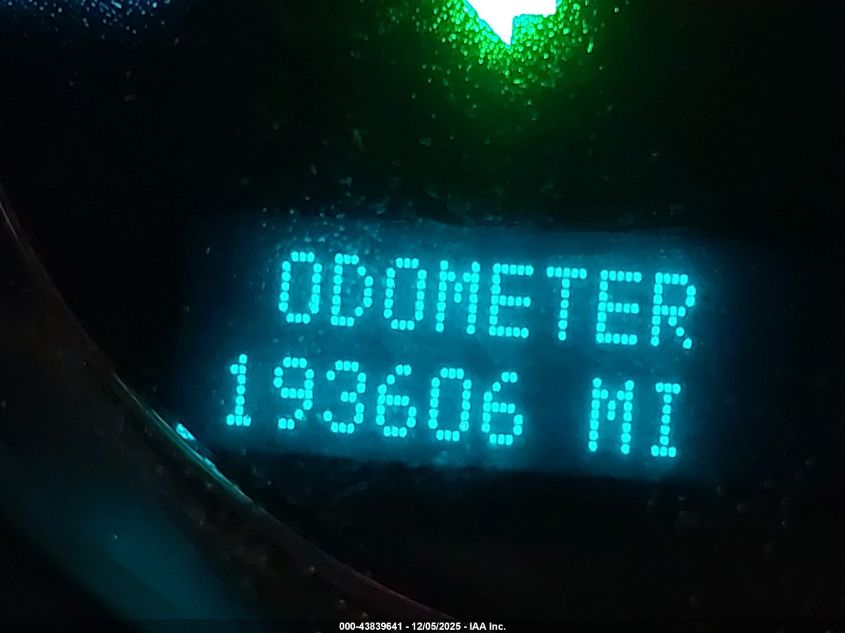 ODOMETER
193606 MI
000-43839641 - 12/05/2025 - IAA Inc.